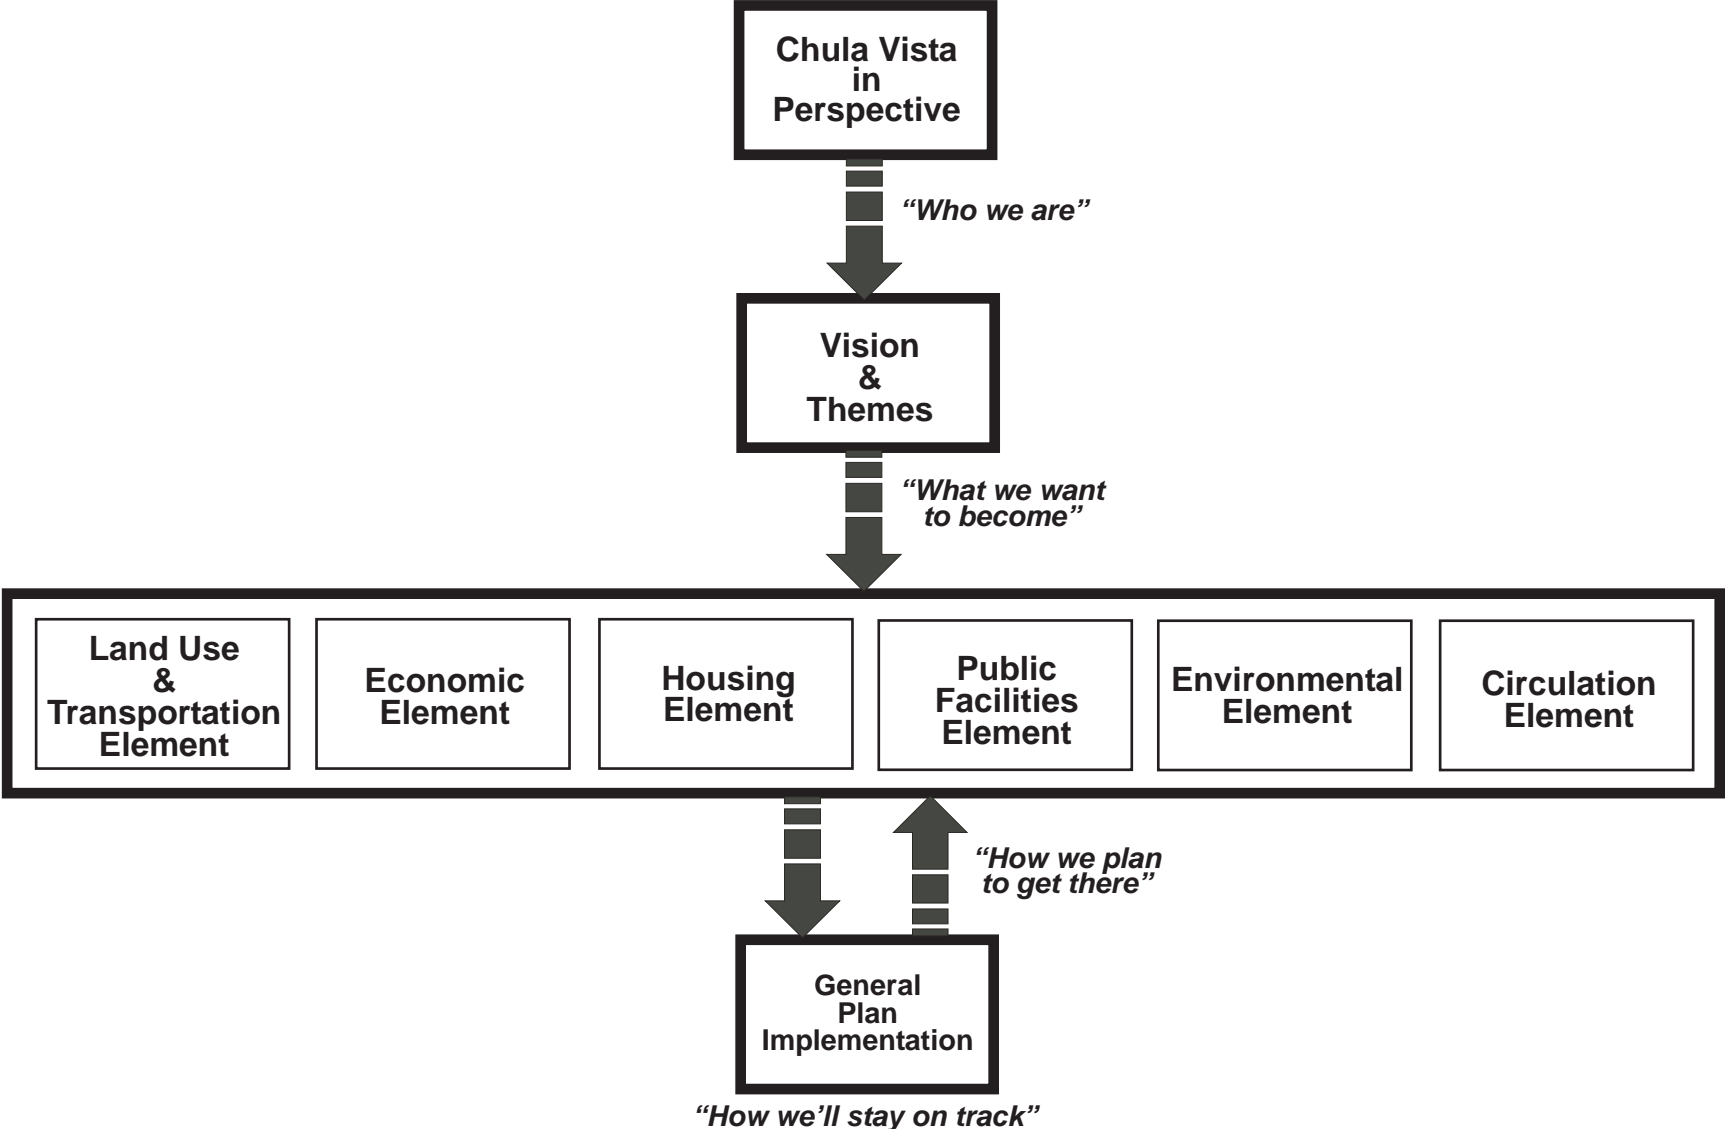 Chula Vista
in
Perspective
“Who we are”
Vision
&
Themes
“What we want
to become”
Land Use
&
Transportation
Element
Economic
Element
Housing
Element
Public
Facilities
Element
Environmental
Element
Circulation
Element
“How we plan
to get there”
General
Plan
Implementation
“How we’ll stay on track”